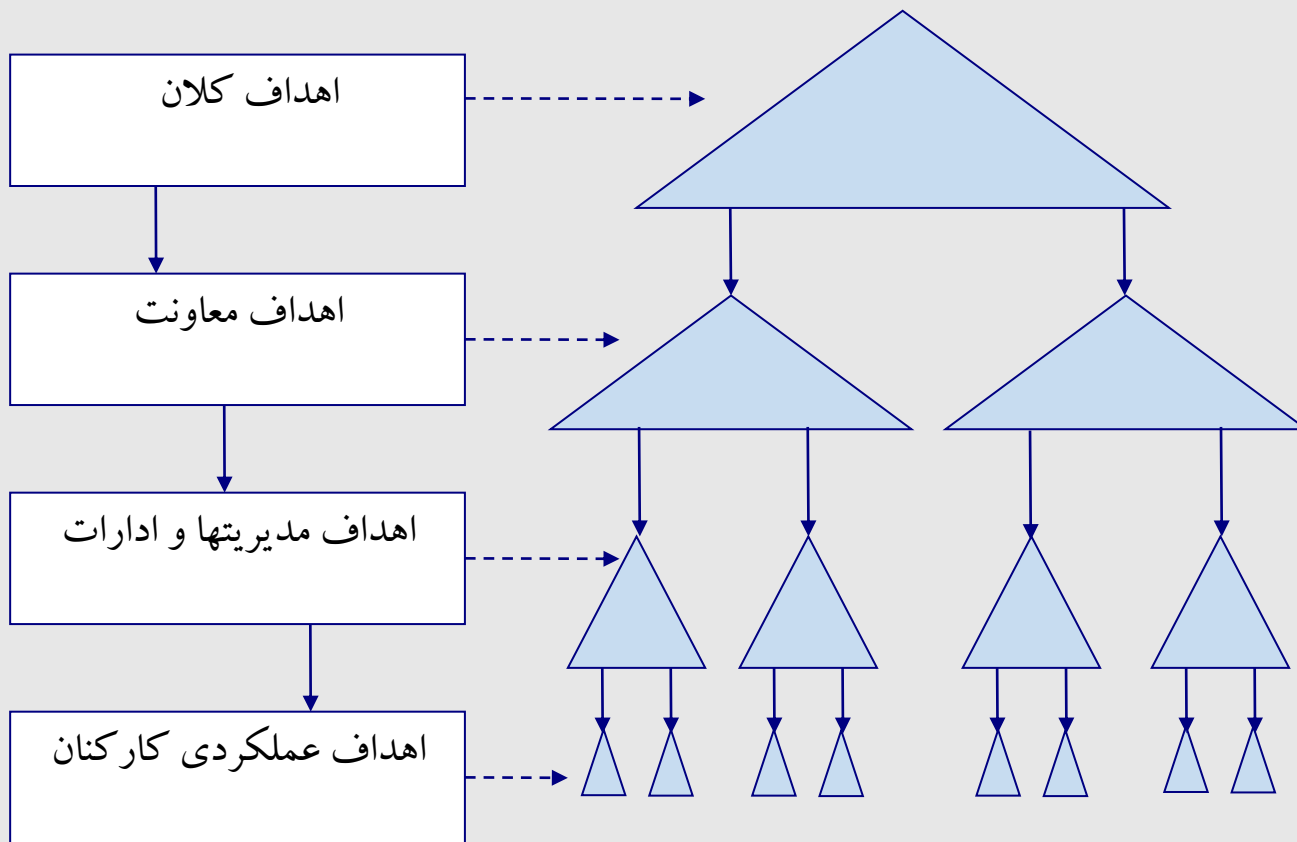 اهداف کلان
اهداف معاونت
اهداف مدیریتها و ادارات
اهداف عملکردی کارکنان